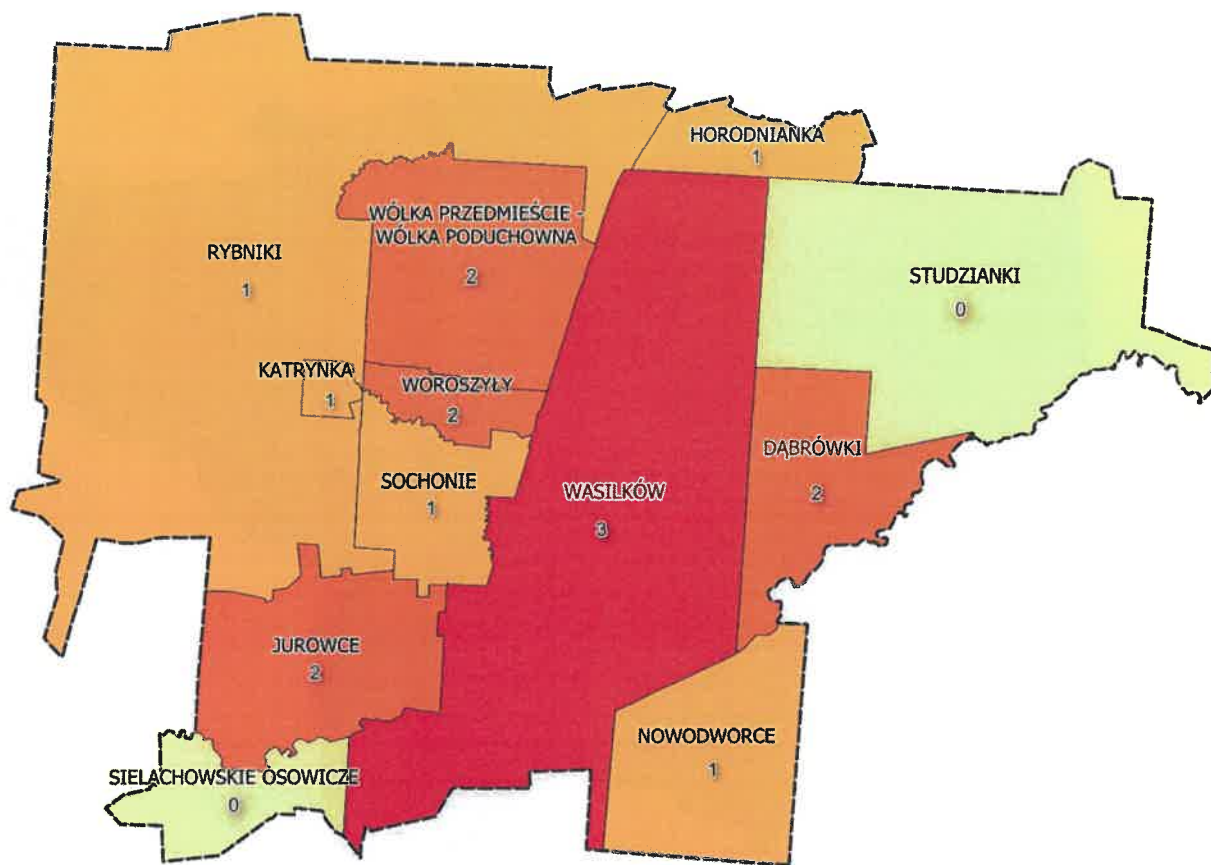 HORODNIANKA
1
WÓLKA PRZEDMIEŚCIE -
WÓLKA PODUCHOWNA
2
RYBNIKI
1
STUDZIANKI
0
KATRYNKA
1
WOROSZYŁY
2
DĄBRÓWKI
2
SOCHONIE
1
WASILKÓW
3
JUROWCE
2
NOWODWORCE
1
SIELACHOWSKIE OSOWICZE
0